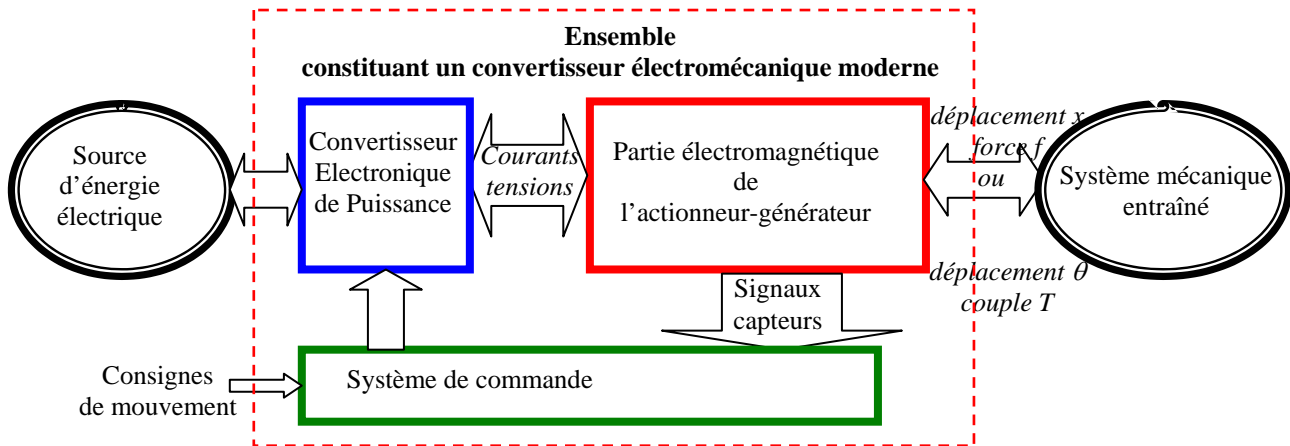 Ensemble
constituant un convertisseur électromécanique moderne
Source
d’énergie
électrique
Convertisseur
Electronique
de Puissance
Courants
tensions
Partie électromagnétique
de
l’actionneur-générateur
déplacement x
force f
ou
déplacement θ
couple T
Système mécanique
entraîné
Signaux
capteurs
Consignes
de mouvement
Système de commande